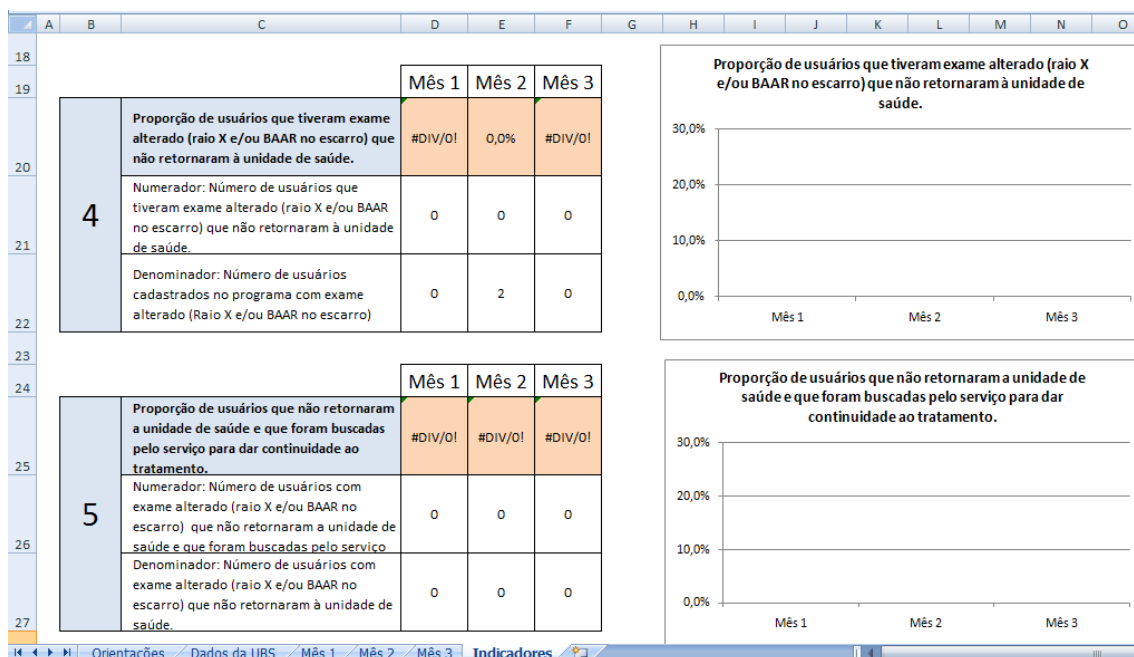 A B C D E F G H I J K L M N O
18
19
20
21
22
23
24
25
26
27
Mês 1 Mês 2 Mês 3
4
Proporção de usuários que tiveram exame
alterado (raio X e/ou BAAR no escarro) que
não retornaram à unidade de saúde.
#DIV/0! 0,0% #DIV/0!
Numerador: Número de usuários que
tiveram exame alterado (raio X e/ou BAAR
no escarro) que não retornaram à unidade
de saúde.
0 0 0
Denominador: Número de usuários
cadastrados no programa com exame
alterado (Raio X e/ou BAAR no escarro)
0 2 0
Proporção de usuários que tiveram exame alterado (raio X
e/ou BAAR no escarro) que não retornaram à unidade de
saúde.
30,0%
20,0%
10,0%
0,0%
Mês 1 Mês 2 Mês 3
Mês 1 Mês 2 Mês 3
5
Proporção de usuários que não retornaram
a unidade de saúde e que foram buscadas
pelo serviço para dar continuidade ao
tratamento.
#DIV/0! #DIV/0! #DIV/0!
Numerador: Número de usuários com
exame alterado (raio X e/ou BAAR no
escarro) que não retornaram a unidade de
saúde e que foram buscadas pelo serviço
0 0 0
Denominador: Número de usuários com
exame alterado (raio X e/ou BAAR no
escarro) que não retornaram à unidade de
saúde.
0 0 0
Proporção de usuários que não retornaram a unidade de
saúde e que foram buscadas pelo serviço para dar
continuidade ao tratamento.
30,0%
20,0%
10,0%
0,0%
Mês 1 Mês 2 Mês 3
Orientações Dados da UBS Mês 1 Mês 2 Mês 3 Indicadores